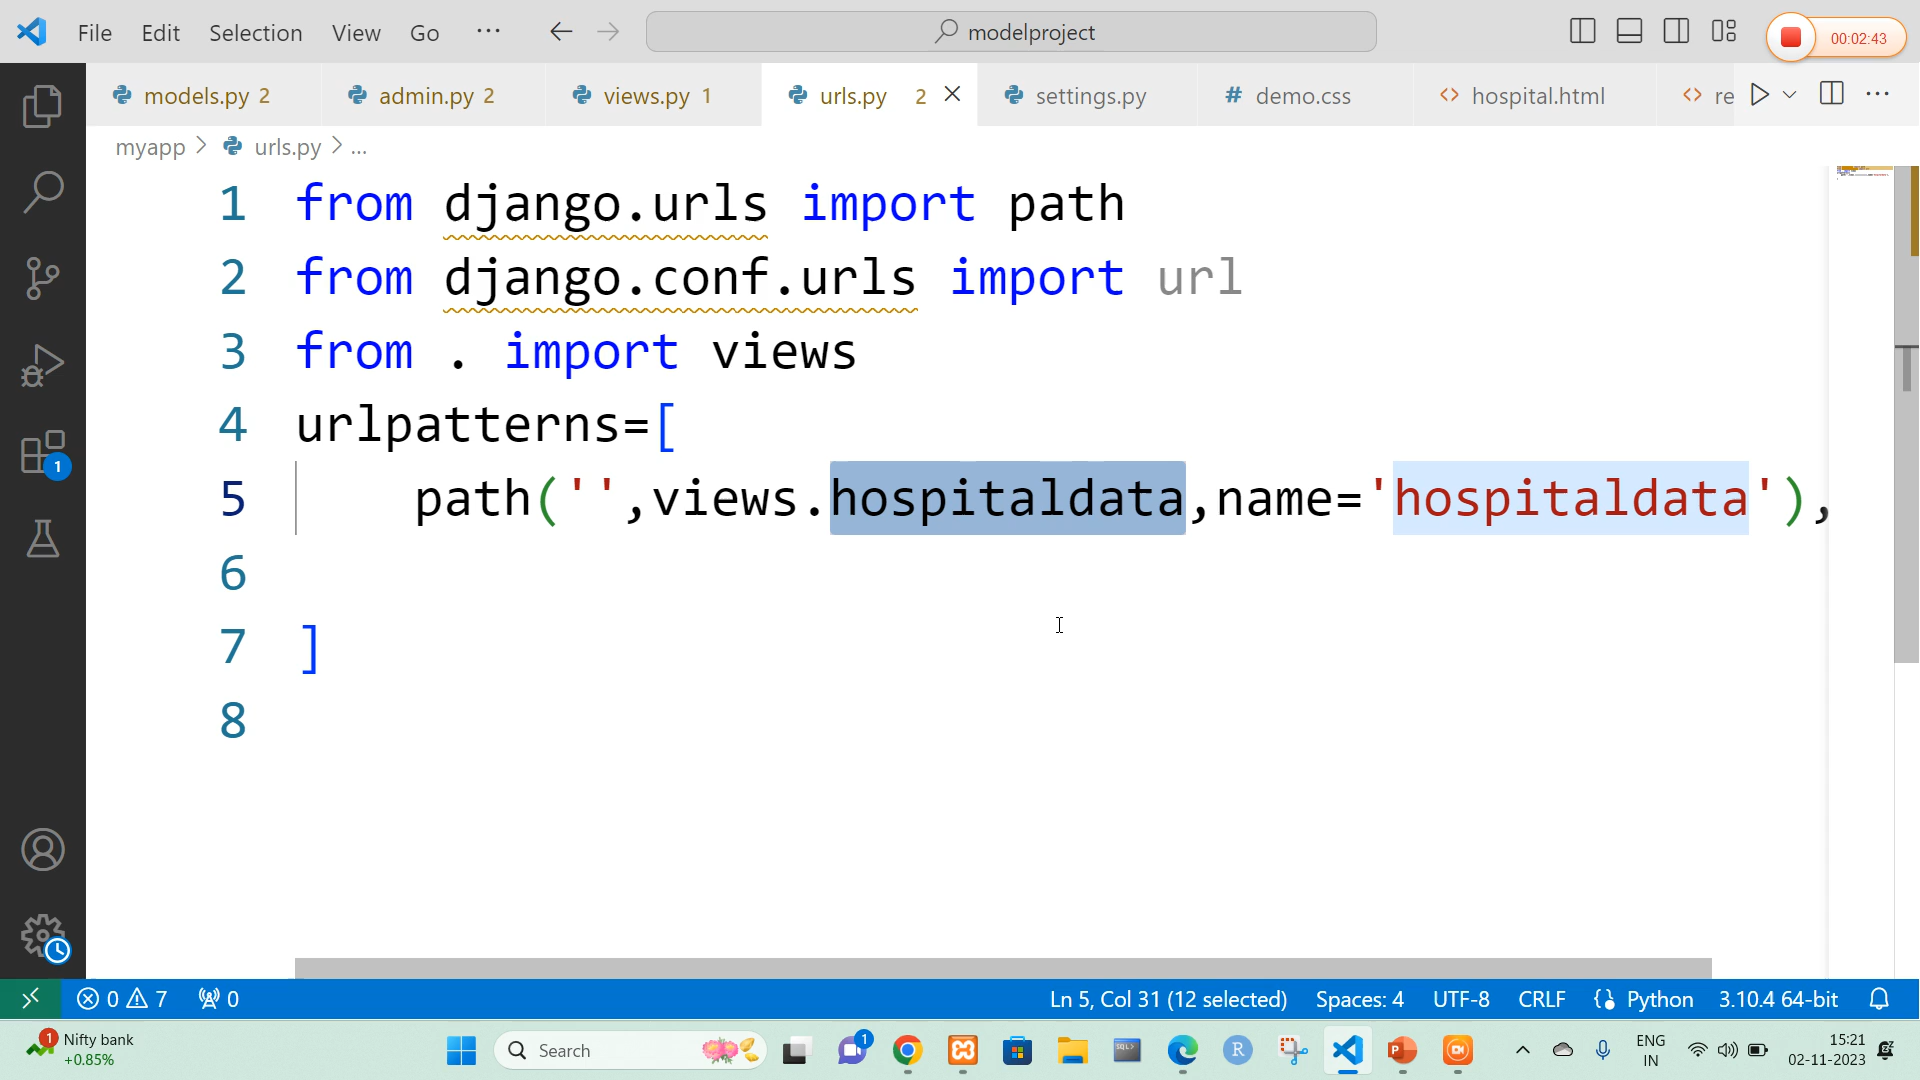 File Edit Selection View Go ··· modelproject 00:02:43
models.py 2 admin.py 2 views.py 1 urls.py 2 settings.py # demo.css <> hospital.html <> re
myapp > urls.py > ...
1 from django.urls import path
2 from django.conf.urls import url
3 from . import views
4 urlpatterns=[
5 path('',views.hospitaldata,name='hospitaldata'),
6
7 ]
8
1
0 7 0 Ln 5, Col 31 (12 selected) Spaces: 4 UTF-8 CRLF Python 3.10.4 64-bit
1 Nifty bank Search 1 SQL> R P ENG 15:21
+0.85% IN 02-11-2023